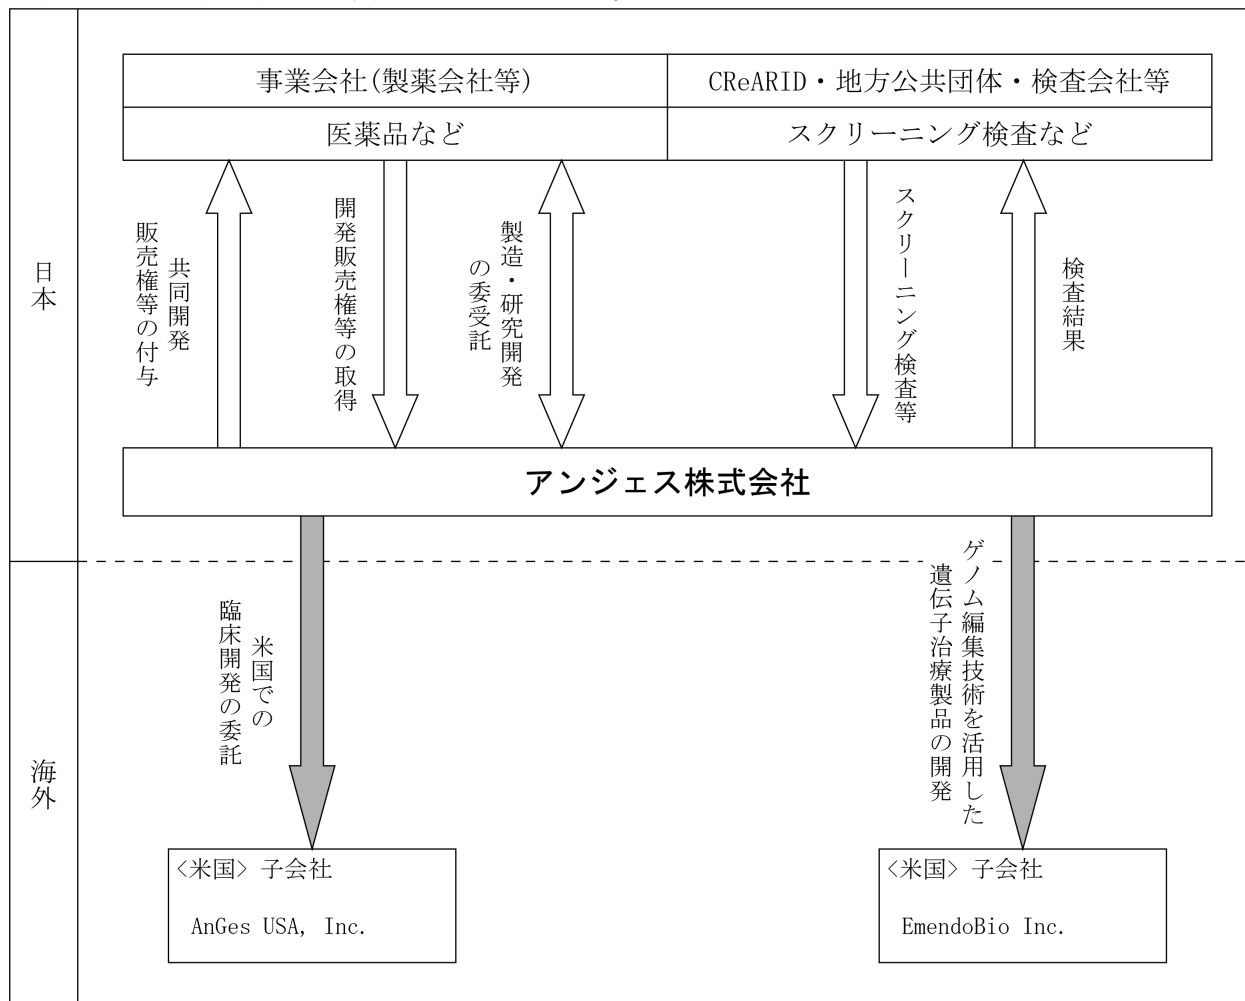 事業会社(製薬会社等)
CReARID・地方公共団体・検査会社等
医薬品など
スクリーニング検査など
日本
共同開発
販売権等の付与
開発販売権等の取得
製造・研究開発
の委受託
スクリーニング検査等
検査結果
アンジェス株式会社
海外
米国での
臨床開発の委託
ゲノム編集技術を活用した
遺伝子治療製品の開発
<米国> 子会社
AnGes USA, Inc.
<米国> 子会社
EmendoBio Inc.